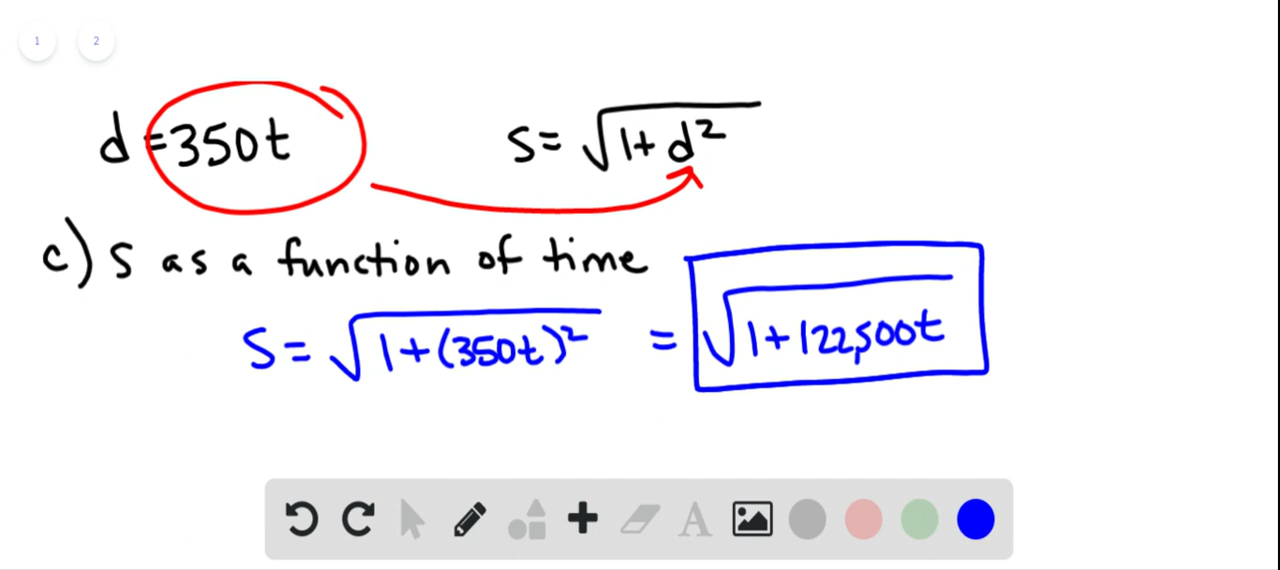 1 2
d = 350t s = √(1 + d²)
c) s as a function of time
s = √(1 + (350t)²) = √(1 + 122,500t)
A